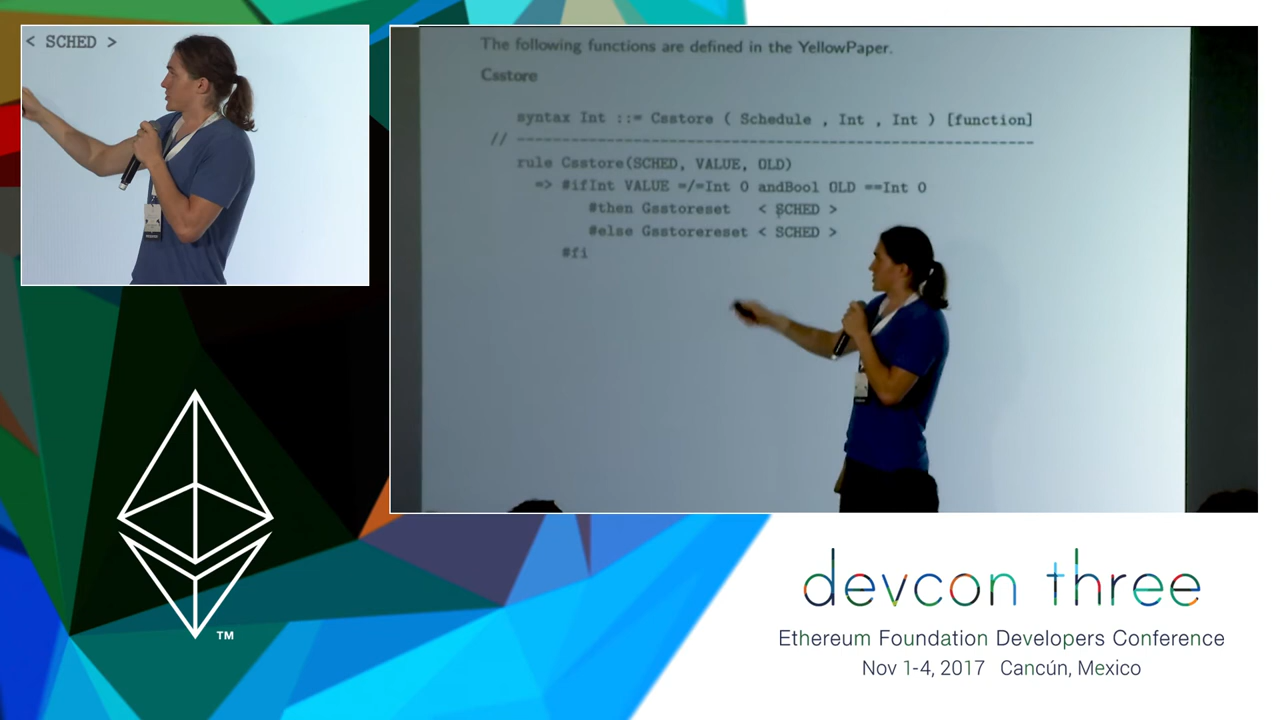 < SCHED >
The following functions are defined in the YellowPaper.
Csstore
syntax Int ::= Csstore ( Schedule , Int , Int ) [function]
// ----------------------------------------------------------
rule Csstore(SCHED, VALUE, OLD)
=> #ifInt VALUE =/=Int 0 andBool OLD ==Int 0
#then Gsstoreset < SCHED >
#else Gsstorereset < SCHED >
#fi
TM
devcon three
Ethereum Foundation Developers Conference
Nov 1-4, 2017 Cancún, Mexico